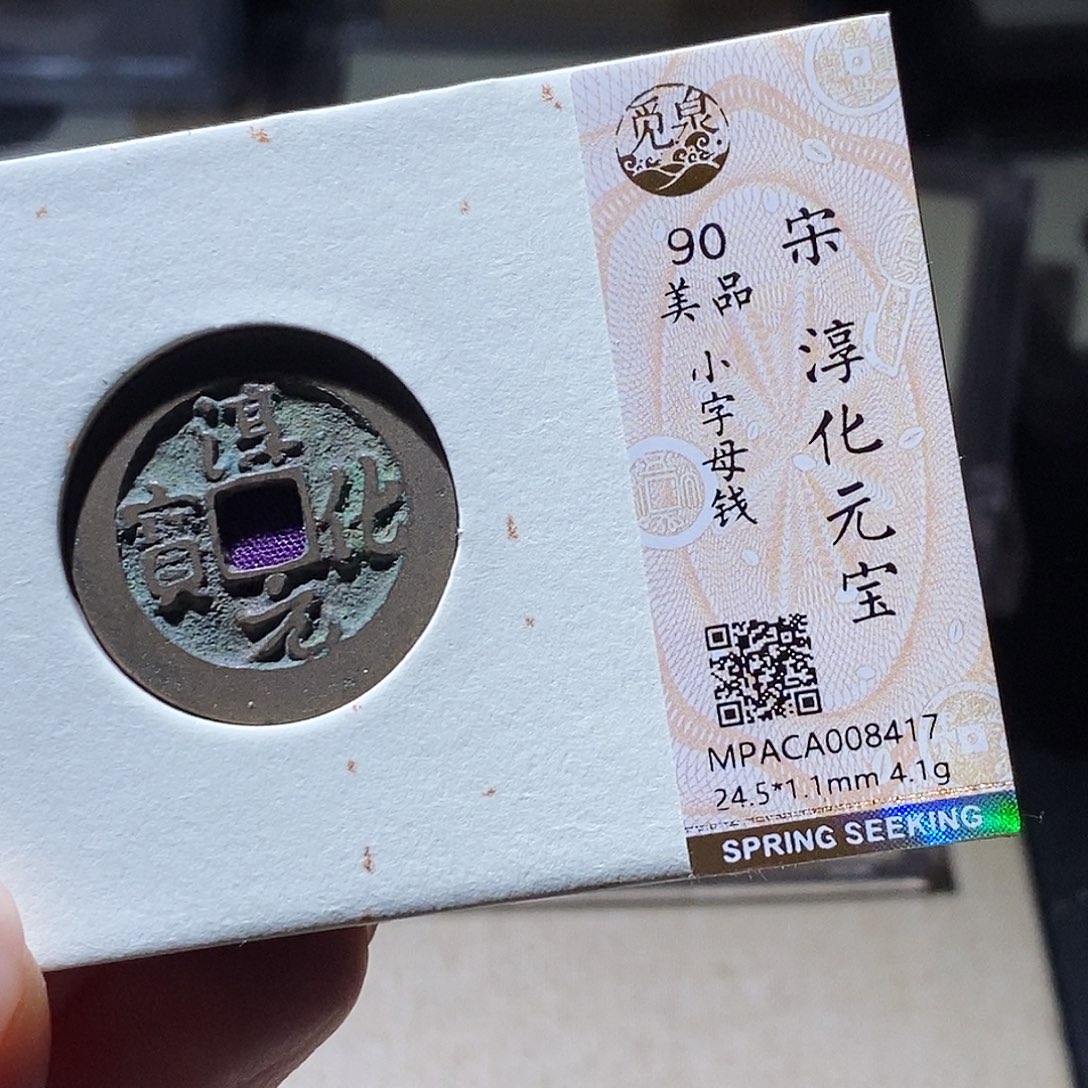 觅泉
宋 淳化元宝
90
美品
小字母钱
MPACA008417
24.5*1.1mm 4.1g
SPRING SEEKING
淳化元寶